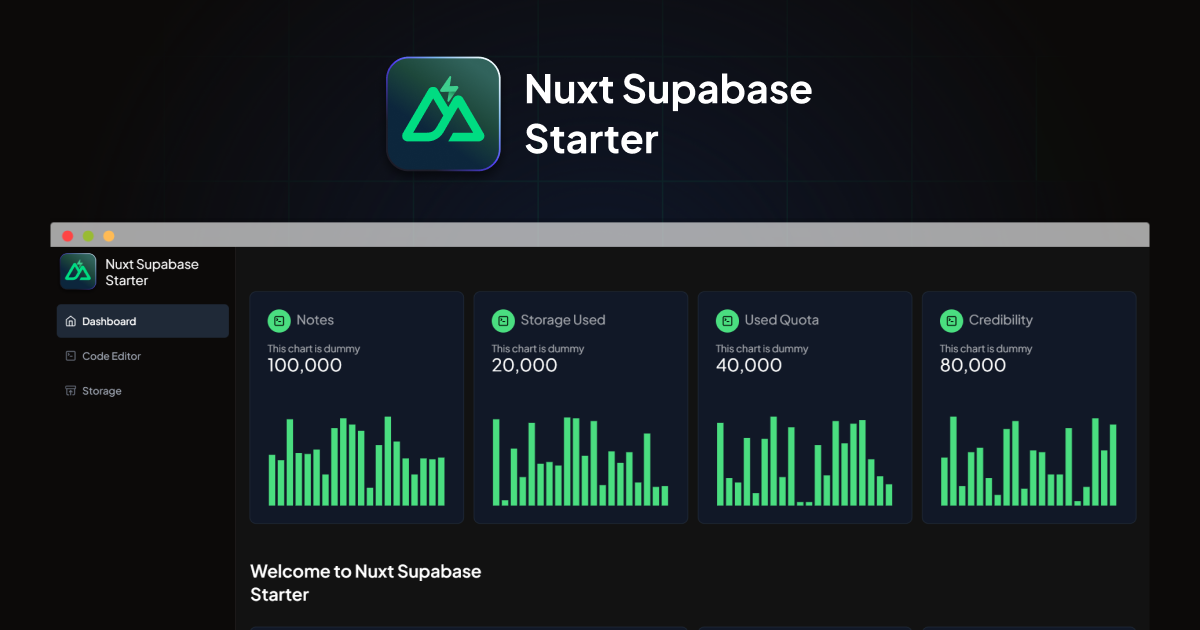 Nuxt Supabase
Starter
Nuxt Supabase
Starter
Dashboard
Code Editor
Storage
Notes
This chart is dummy
100,000
Storage Used
This chart is dummy
20,000
Used Quota
This chart is dummy
40,000
Credibility
This chart is dummy
80,000
Welcome to Nuxt Supabase
Starter